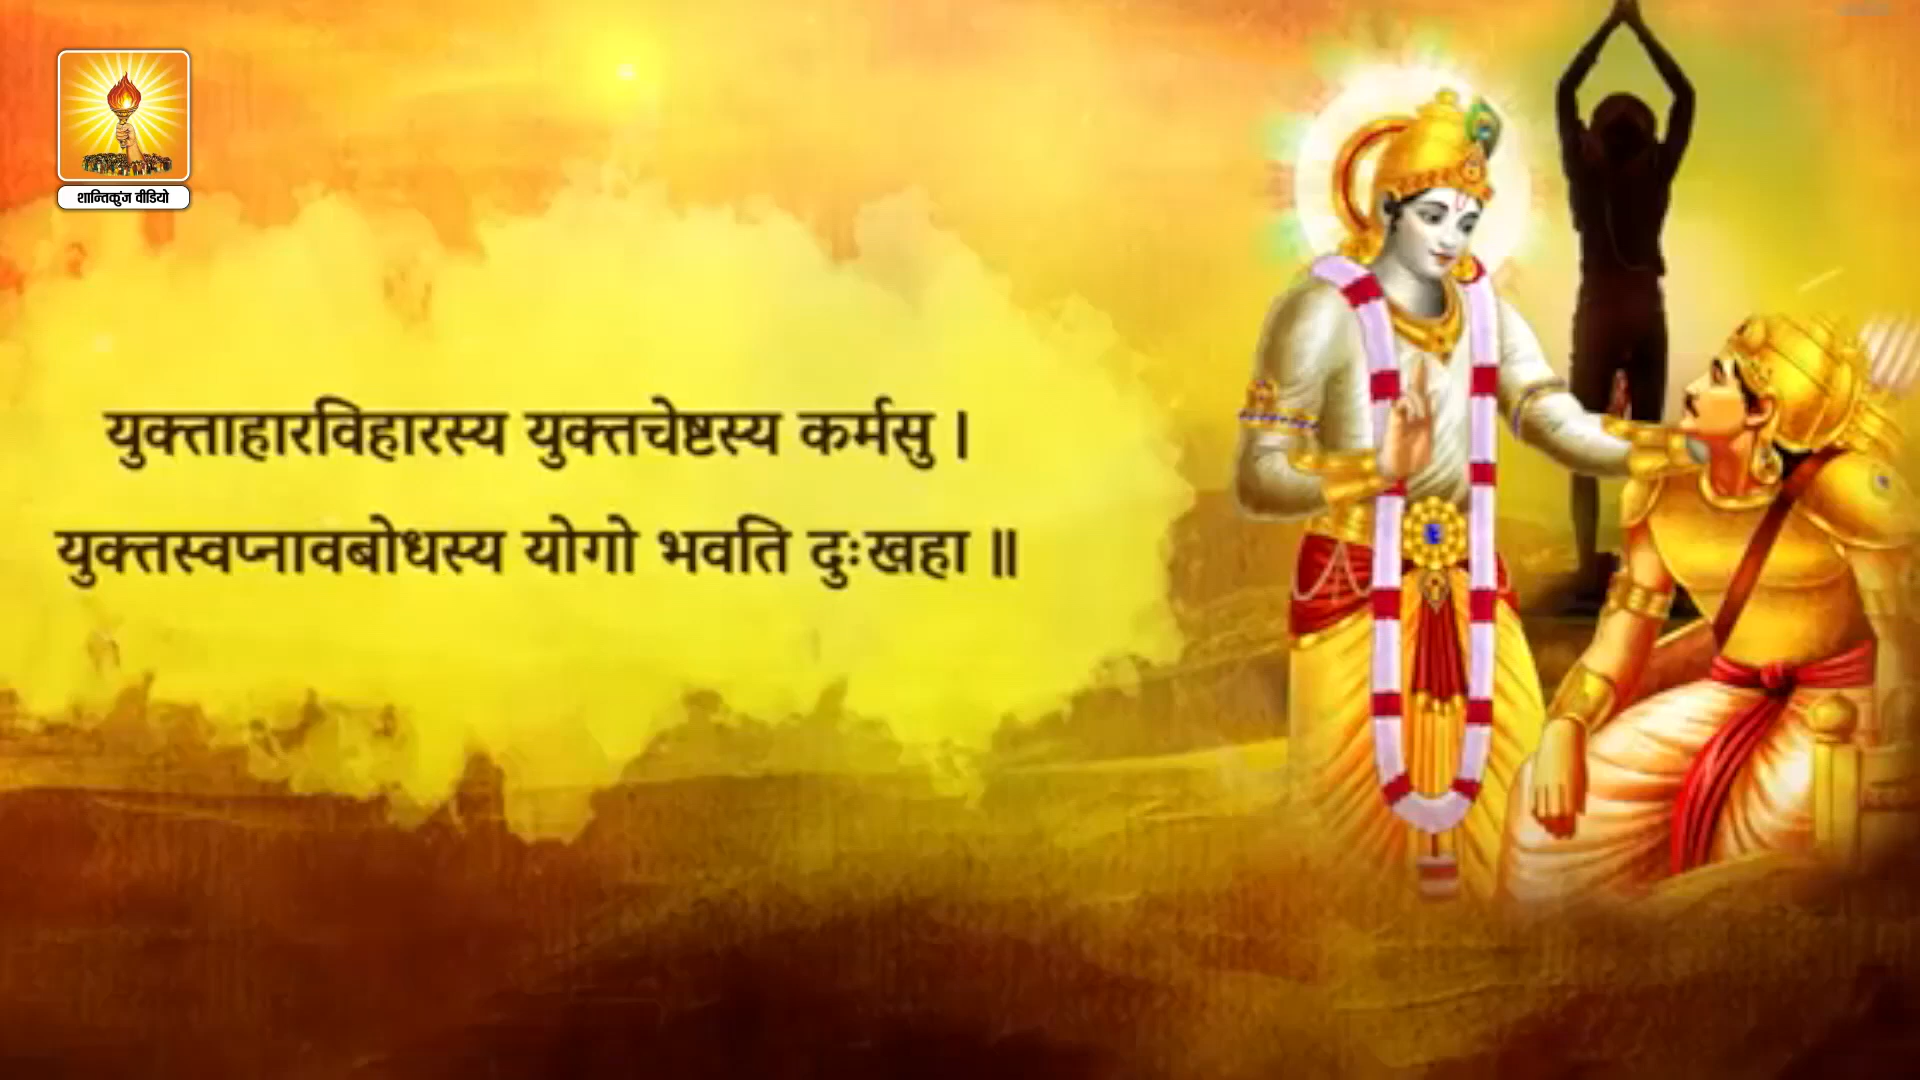 शान्तिकुंज वीडियो
युक्ताहारविहारस्य युक्तचेष्टस्य कर्मसु ।
युक्तस्वप्नावबोधस्य योगो भवति दुःखहा ॥